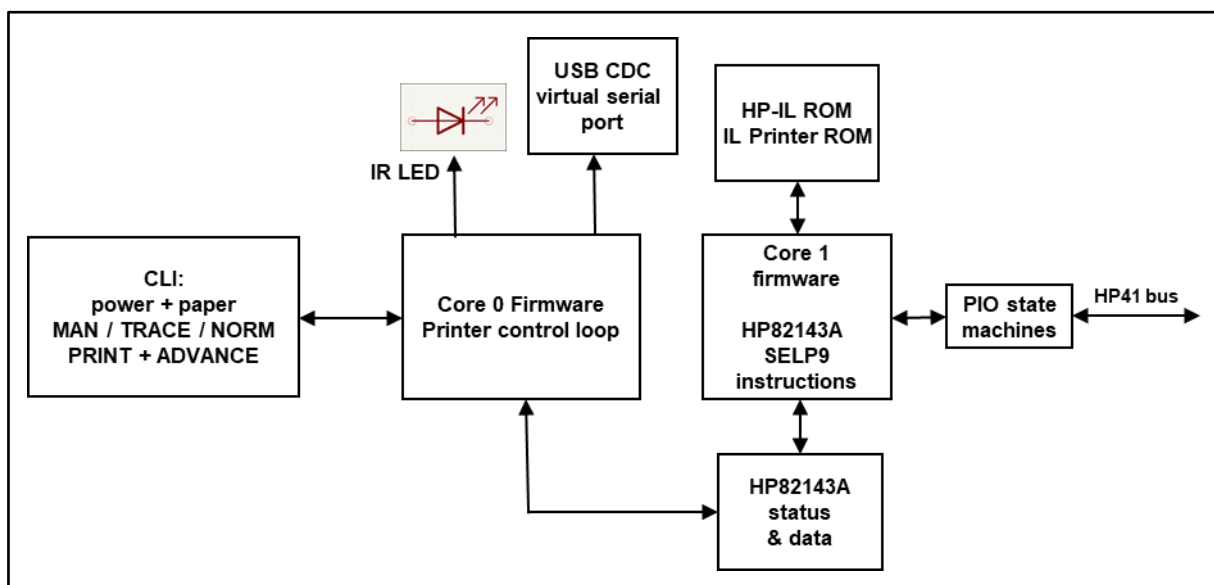 USB CDC
virtual serial
port
HP-IL ROM
IL Printer ROM
IR LED
CLI:
power + paper
MAN / TRACE / NORM
PRINT + ADVANCE
Core 0 Firmware
Printer control loop
Core 1
firmware
HP82143A
SELP9
instructions
PIO state
machines
HP41 bus
HP82143A
status
& data